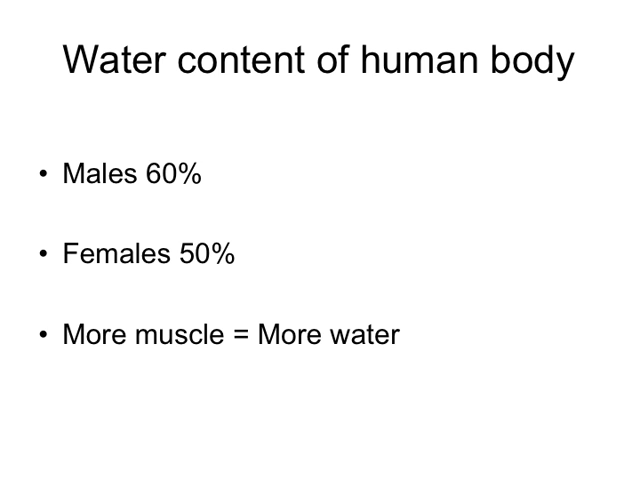 Water content of human body
• Males 60%
• Females 50%
• More muscle = More water